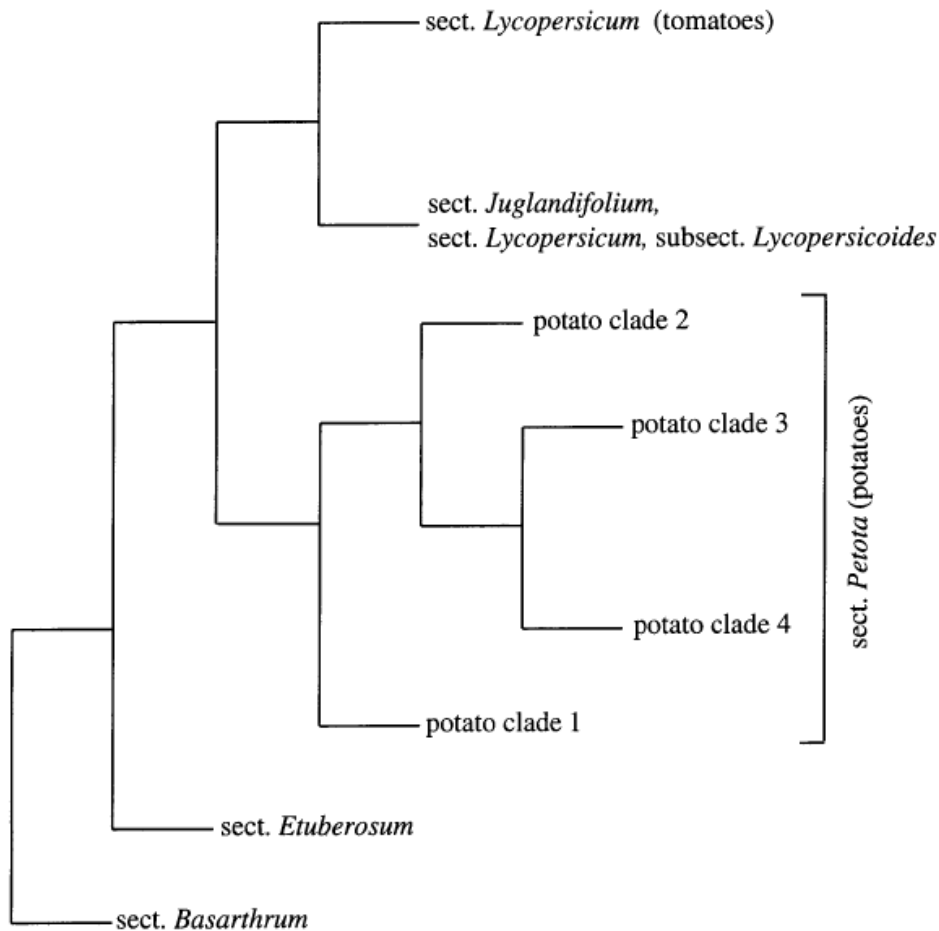 sect. Lycopersicum (tomatoes)
sect. Juglandifolium,
sect. Lycopersicum, subsect. Lycopersicoides
potato clade 2
potato clade 3
sect. Petota (potatoes)
potato clade 4
potato clade 1
sect. Etuberosum
sect. Basarthrum